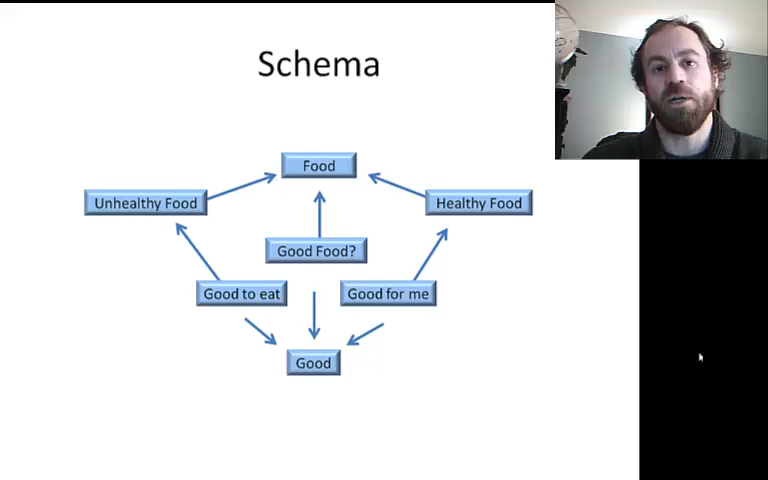 Schema
Food
Unhealthy Food
Healthy Food
Good Food?
Good to eat
Good for me
Good